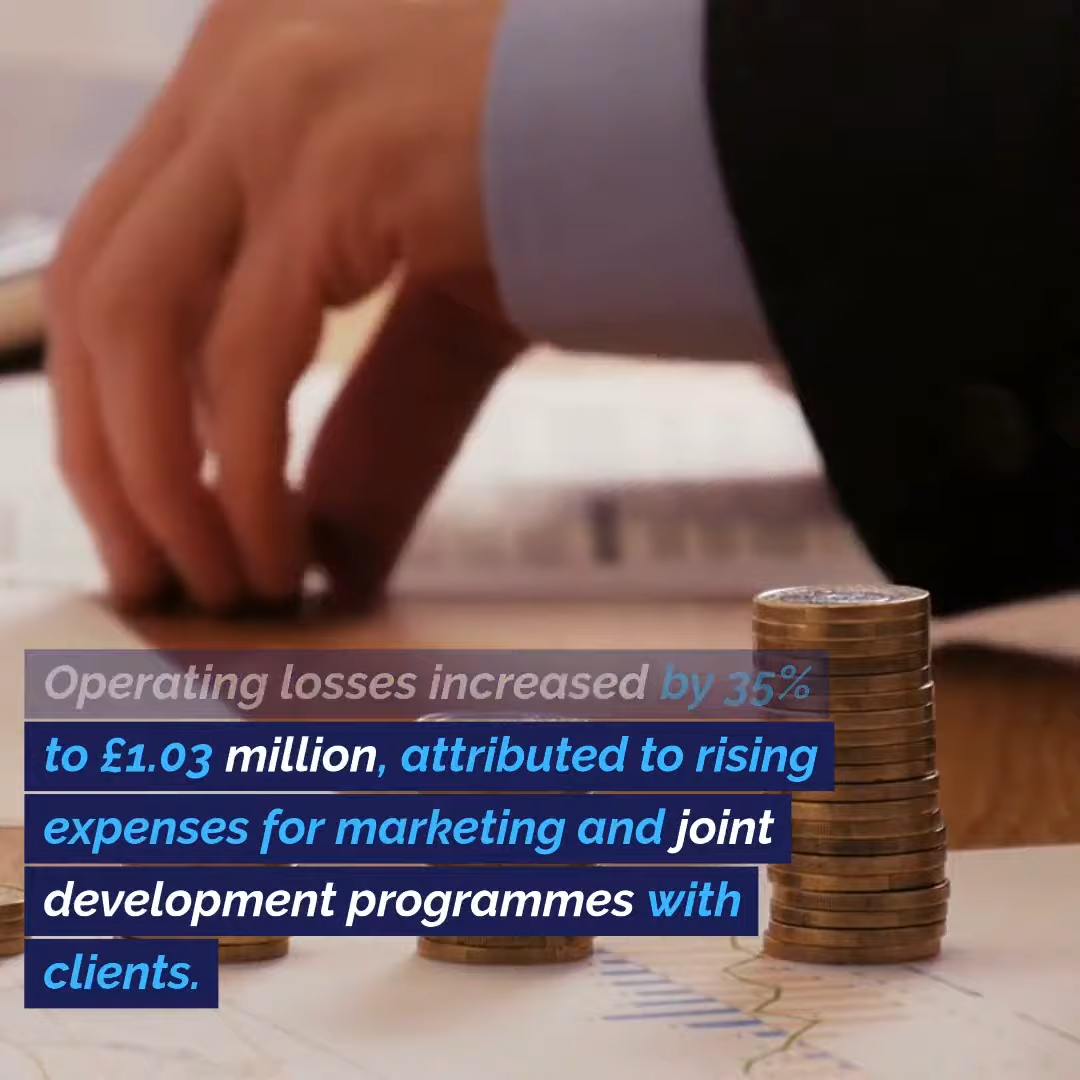 Operating losses increased by 35%
to £1.03 million, attributed to rising
expenses for marketing and joint
development programmes with
clients.